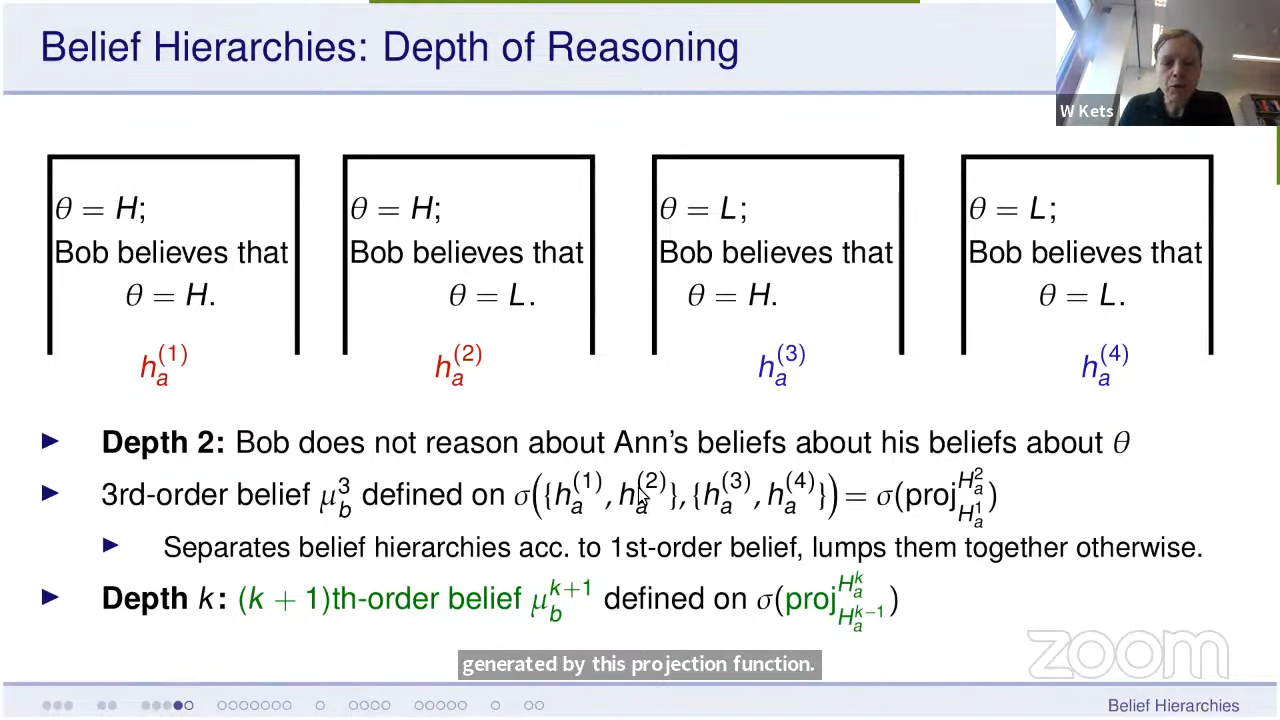 Belief Hierarchies: Depth of Reasoning
W Kets
θ = H;
Bob believes that
θ = H.
h_a^(1)
θ = H;
Bob believes that
θ = L.
h_a^(2)
θ = L;
Bob believes that
θ = H.
h_a^(3)
θ = L;
Bob believes that
θ = L.
h_a^(4)
► Depth 2: Bob does not reason about Ann's beliefs about his beliefs about θ
► 3rd-order belief μ_b^3 defined on σ({h_a^(1), h_a^(2)}, {h_a^(3), h_a^(4)}) = σ(proj_{H_a^1}^{H_a^2})
► Separates belief hierarchies acc. to 1st-order belief, lumps them together otherwise.
► Depth k: (k + 1)th-order belief μ_b^{k+1} defined on σ(proj_{H_a^{k−1}}^{H_a^k})
zoom
generated by this projection function.
Belief Hierarchies